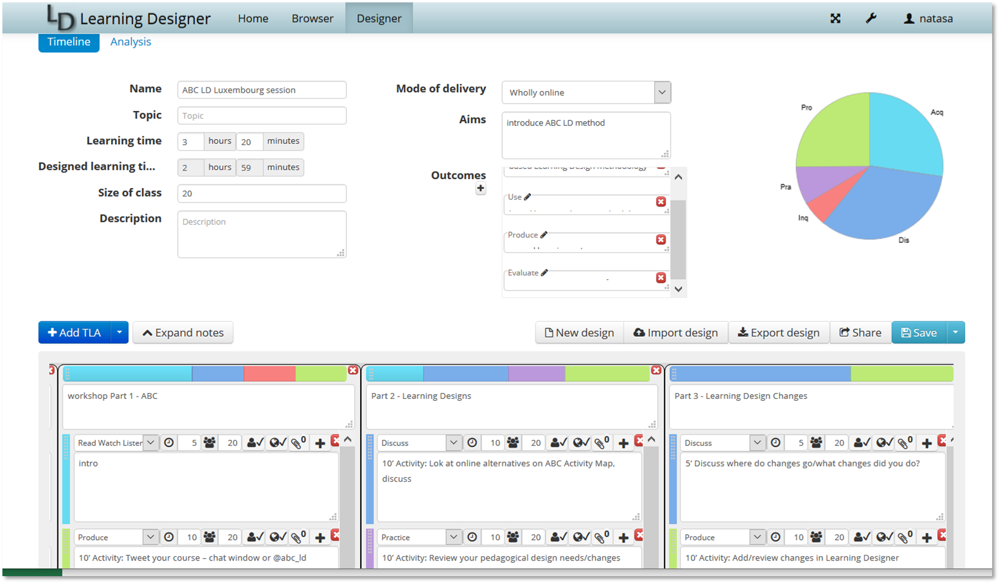 LD Learning Designer Home Browser Designer natasa
Timeline Analysis
Name ABC LD Luxembourg session
Topic Topic
Learning time 3 hours 20 minutes
Designed learning ti... 2 hours 59 minutes
Size of class 20
Description Description
Mode of delivery Wholly online
Aims introduce ABC LD method
Outcomes based Learning Design methodology
Use
Produce
Evaluate
Pro
Acq
Pra
Inq
Dis
Add TLA Expand notes New design Import design Export design Share Save
workshop Part 1 - ABC
Read Watch Listen 5 20 0
intro
Produce 10 20 0
10’ Activity: Tweet your course – chat window or @abc_ld
Part 2 - Learning Designs
Discuss 10 20 0
10’ Activity: Lok at online alternatives on ABC Activity Map,
discuss
Practice 10 20 0
10’ Activity: Review your pedagogical design needs/changes
Part 3 - Learning Design Changes
Discuss 5 20 0
5’ Discuss where do changes go/what changes did you do?
Produce 10 20 0
10’ Activity: Add/review changes in Learning Designer